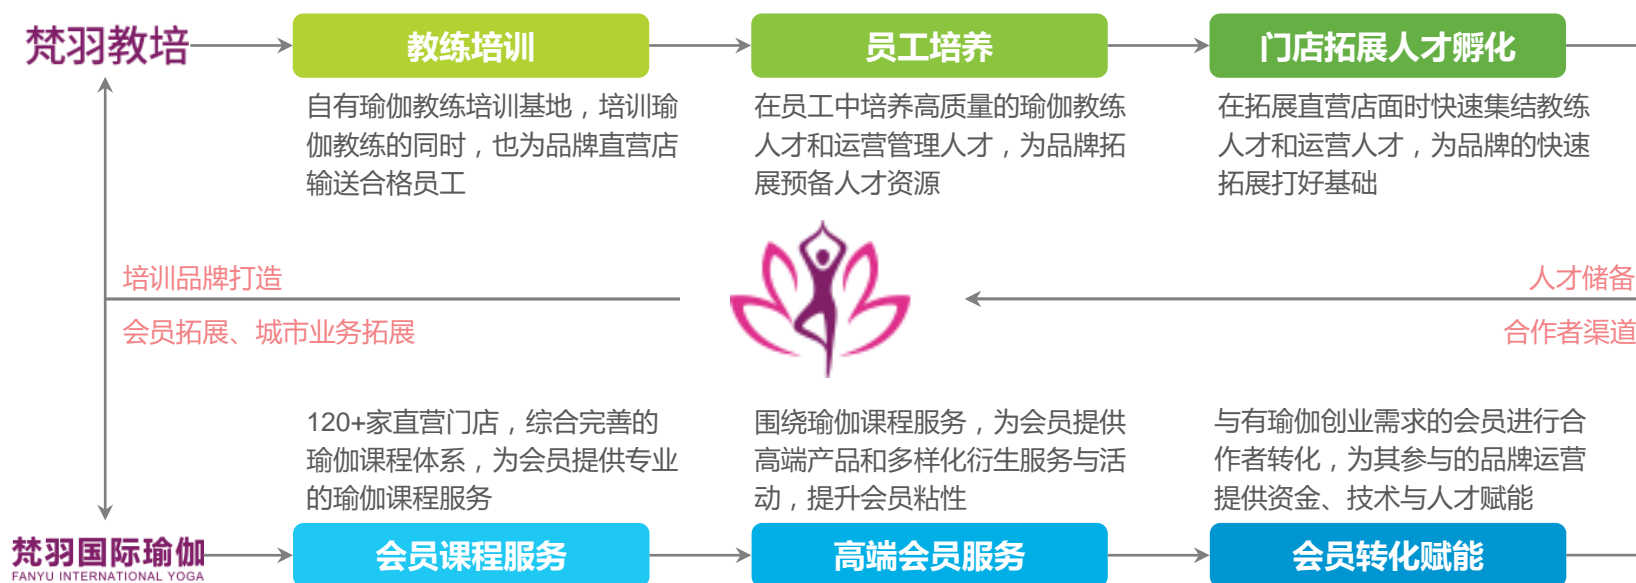 梵羽教培
教练培训
员工培养
门店拓展人才孵化
自有瑜伽教练培训基地，培训瑜
伽教练的同时，也为品牌直营店
输送合格员工
在员工中培养高质量的瑜伽教练
人才和运营管理人才，为品牌拓
展预备人才资源
在拓展直营店面时快速集结教练
人才和运营人才，为品牌的快速
拓展打好基础
培训品牌打造
人才储备
会员拓展、城市业务拓展
合作者渠道
120+家直营门店，综合完善的
瑜伽课程体系，为会员提供专业
的瑜伽课程服务
围绕瑜伽课程服务，为会员提供
高端产品和多样化衍生服务与活
动，提升会员粘性
与有瑜伽创业需求的会员进行合
作者转化，为其参与的品牌运营
提供资金、技术与人才赋能
梵羽国际瑜伽
FANYU INTERNATIONAL YOGA
会员课程服务
高端会员服务
会员转化赋能